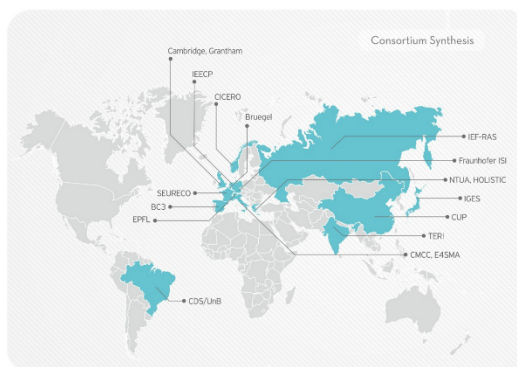 Consortium Synthesis
Cambridge, Grantham
IEECP
CICERO
Bruegel
IEF-RAS
Fraunhofer ISI
SEURECO
NTUA, HOLISTIC
BC3
IGES
EPFL
CUP
TERI
CMCC, E4SMA
CDS/UnB